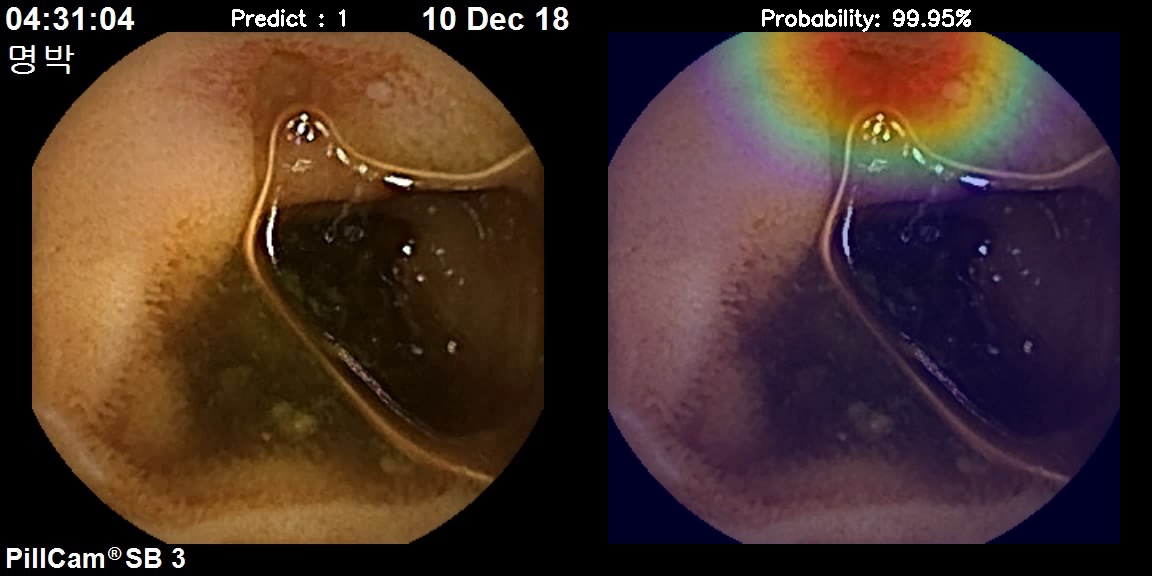 04:31:04
Predict : 1
10 Dec 18
Probability: 99.95%
명박
PillCam® SB 3